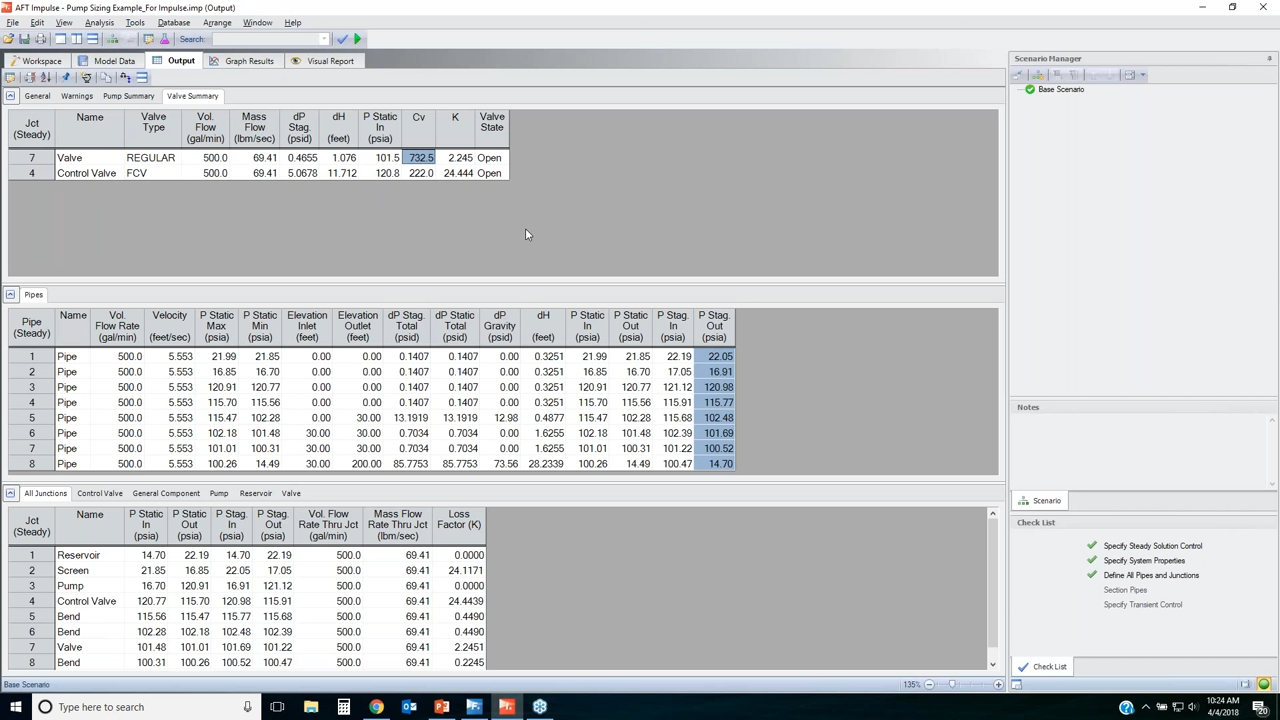 AFT Impulse - Pump Sizing Example_For Impulse.imp (Output)
File Edit View Analysis Tools Database Arrange Window Help
Search:
Workspace Model Data Output Graph Results Visual Report
General Warnings Pump Summary Valve Summary
Jct (Steady) Name Valve Type Vol. Flow (gal/min) Mass Flow (lbm/sec) dP Stag. (psid) dH (feet) P Static In (psia) Cv K Valve State
7 Valve REGULAR 500.0 69.41 0.4655 1.076 101.5 732.5 2.245 Open
4 Control Valve FCV 500.0 69.41 5.0678 11.712 120.8 222.0 24.444 Open
Pipes
Pipe (Steady) Name Vol. Flow Rate (gal/min) Velocity (feet/sec) P Static Max (psia) P Static Min (psia) Elevation Inlet (feet) Elevation Outlet (feet) dP Stag. Total (psid) dP Static Total (psid) dP Gravity (psid) dH (feet) P Static In (psia) P Static Out (psia) P Stag. In (psia) P Stag. Out (psia)
1 Pipe 500.0 5.553 21.99 21.85 0.00 0.00 0.1407 0.1407 0.00 0.3251 21.99 21.85 22.19 22.05
2 Pipe 500.0 5.553 16.85 16.70 0.00 0.00 0.1407 0.1407 0.00 0.3251 16.85 16.70 17.05 16.91
3 Pipe 500.0 5.553 120.91 120.77 0.00 0.00 0.1407 0.1407 0.00 0.3251 120.91 120.77 121.12 120.98
4 Pipe 500.0 5.553 115.70 115.56 0.00 0.00 0.1407 0.1407 0.00 0.3251 115.70 115.56 115.91 115.77
5 Pipe 500.0 5.553 115.47 102.28 0.00 30.00 13.1919 13.1919 12.98 0.4877 115.47 102.28 115.68 102.48
6 Pipe 500.0 5.553 102.18 101.48 30.00 30.00 0.7034 0.7034 0.00 1.6255 102.18 101.48 102.39 101.69
7 Pipe 500.0 5.553 101.01 100.31 30.00 30.00 0.7034 0.7034 0.00 1.6255 101.01 100.31 101.22 100.52
8 Pipe 500.0 5.553 100.26 14.49 30.00 200.00 85.7753 85.7753 73.56 28.2339 100.26 14.49 100.47 14.70
All Junctions Control Valve General Component Pump Reservoir Valve
Jct (Steady) Name P Static In (psia) P Static Out (psia) P Stag. In (psia) P Stag. Out (psia) Vol. Flow Rate Thru Jct (gal/min) Mass Flow Rate Thru Jct (lbm/sec) Loss Factor (K)
1 Reservoir 14.70 22.19 14.70 22.19 500.0 69.41 0.0000
2 Screen 21.85 16.85 22.05 17.05 500.0 69.41 24.1171
3 Pump 16.70 120.91 16.91 121.12 500.0 69.41 0.0000
4 Control Valve 120.77 115.70 120.98 115.91 500.0 69.41 24.4439
5 Bend 115.56 115.47 115.77 115.68 500.0 69.41 0.4490
6 Bend 102.28 102.18 102.48 102.39 500.0 69.41 0.4490
7 Valve 101.48 101.01 101.69 101.22 500.0 69.41 2.2451
8 Bend 100.31 100.26 100.52 100.47 500.0 69.41 0.2245
Scenario Manager
Base Scenario
Notes
Scenario
Check List
Specify Steady Solution Control
Specify System Properties
Define All Pipes and Junctions
Section Pipes
Specify Transient Control
Check List
Base Scenario 135%
Type here to search
10:24 AM
4/4/2018
20